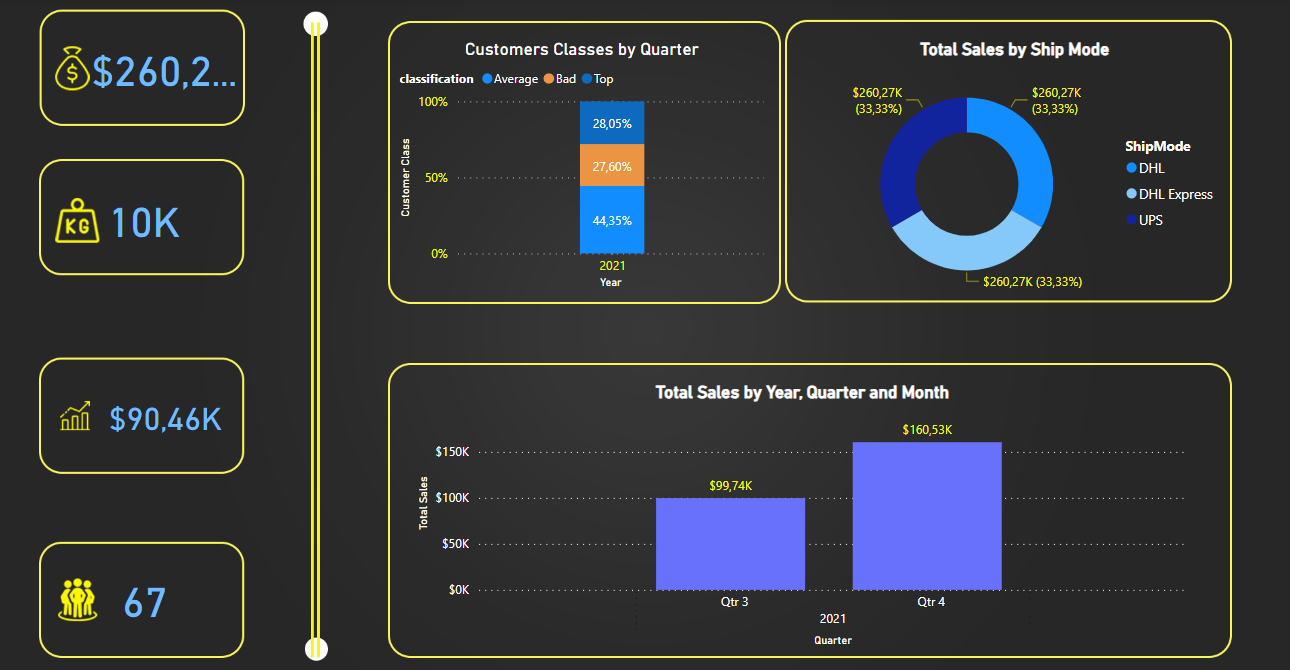 $260,2...
$
10K
KG
$90,46K
67
Customers Classes by Quarter
classification Average Bad Top
100%
50%
0%
Customer Class
28,05%
27,60%
44,35%
2021
Year
Total Sales by Ship Mode
$260,27K
(33,33%)
$260,27K
(33,33%)
$260,27K (33,33%)
ShipMode
DHL
DHL Express
UPS
Total Sales by Year, Quarter and Month
$150K
$100K
$50K
$0K
Total Sales
$99,74K
$160,53K
Qtr 3
Qtr 4
2021
Quarter